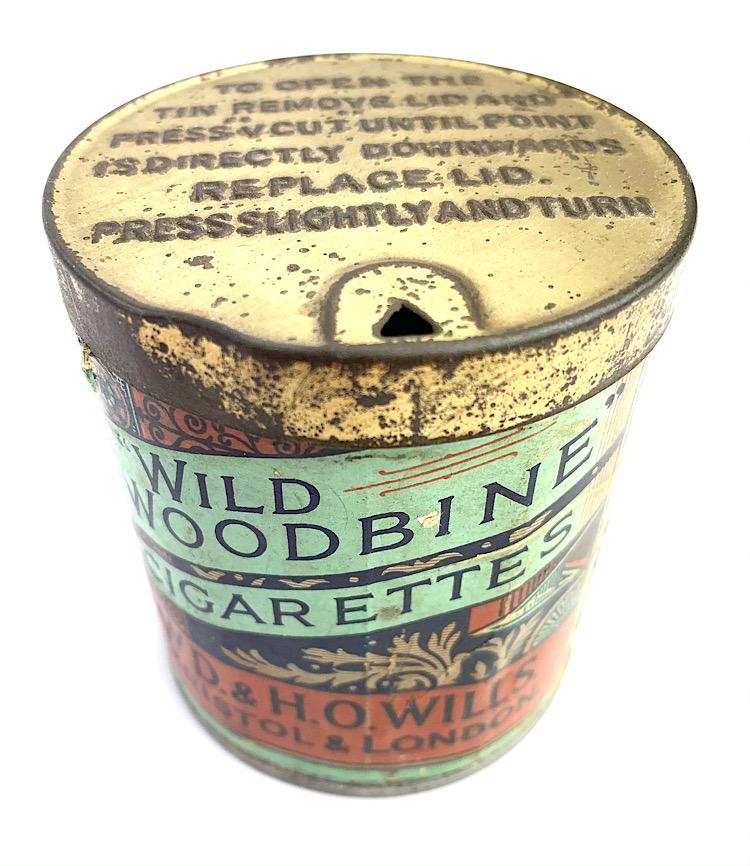 TO OPEN THE
TIN REMOVE LID AND
PRESS V CUT UNTIL POINT
IS DIRECTLY DOWNWARDS
REPLACE LID.
PRESS SLIGHTLY AND TURN
"WILD
WOODBINE"
CIGARETTES
W.D. & H.O. WILLS
BRISTOL & LONDON